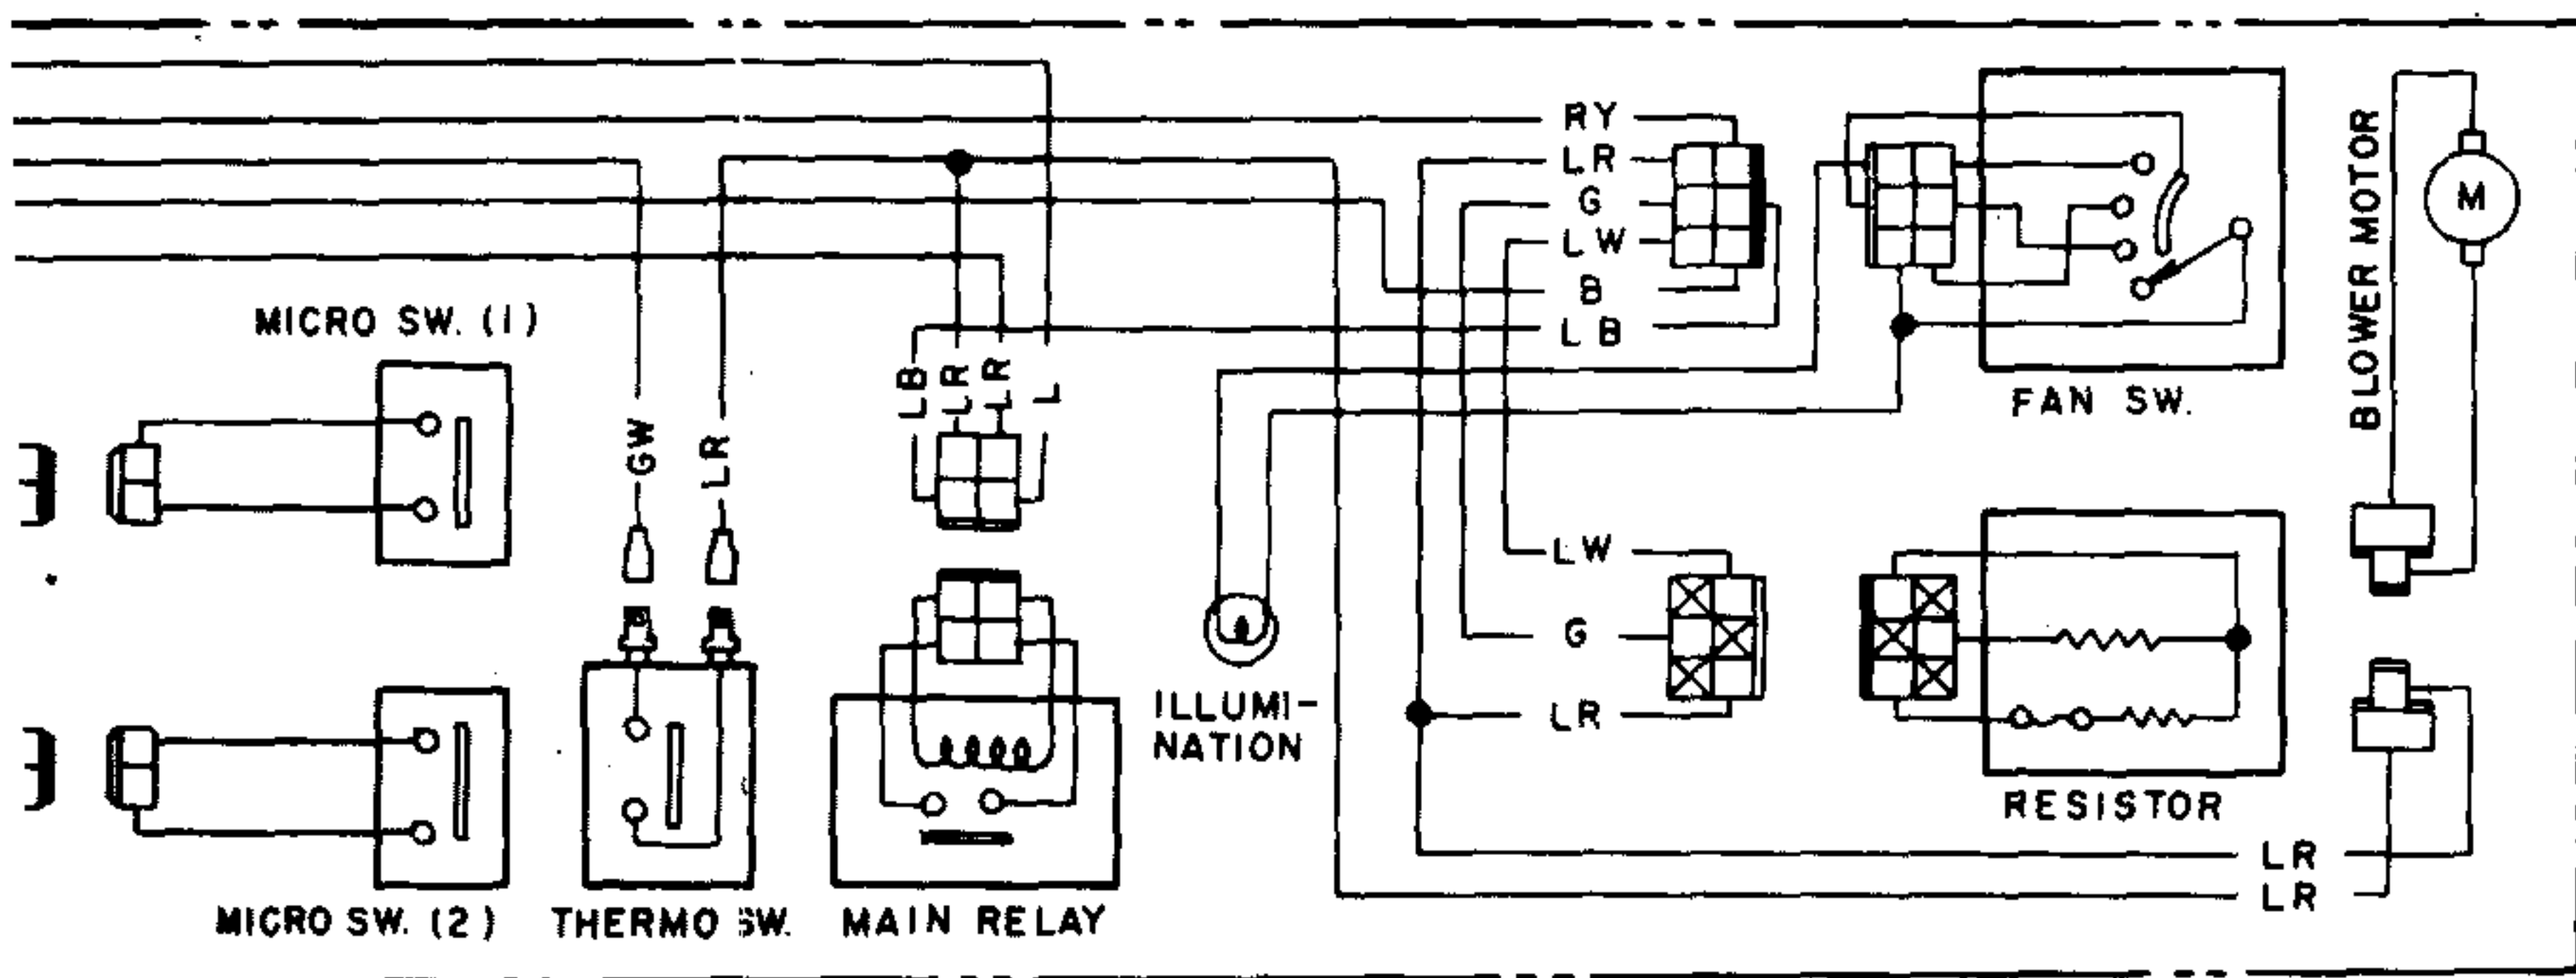 RY
LR
G
LW
B
LB
MICRO SW. (1)
LB
LR
LR
L
GW
LR
FAN SW.
BLOWER MOTOR
M
LW
G
LR
ILLUMI-
NATION
RESISTOR
LR
LR
MICRO SW. (2)
THERMO SW.
MAIN RELAY